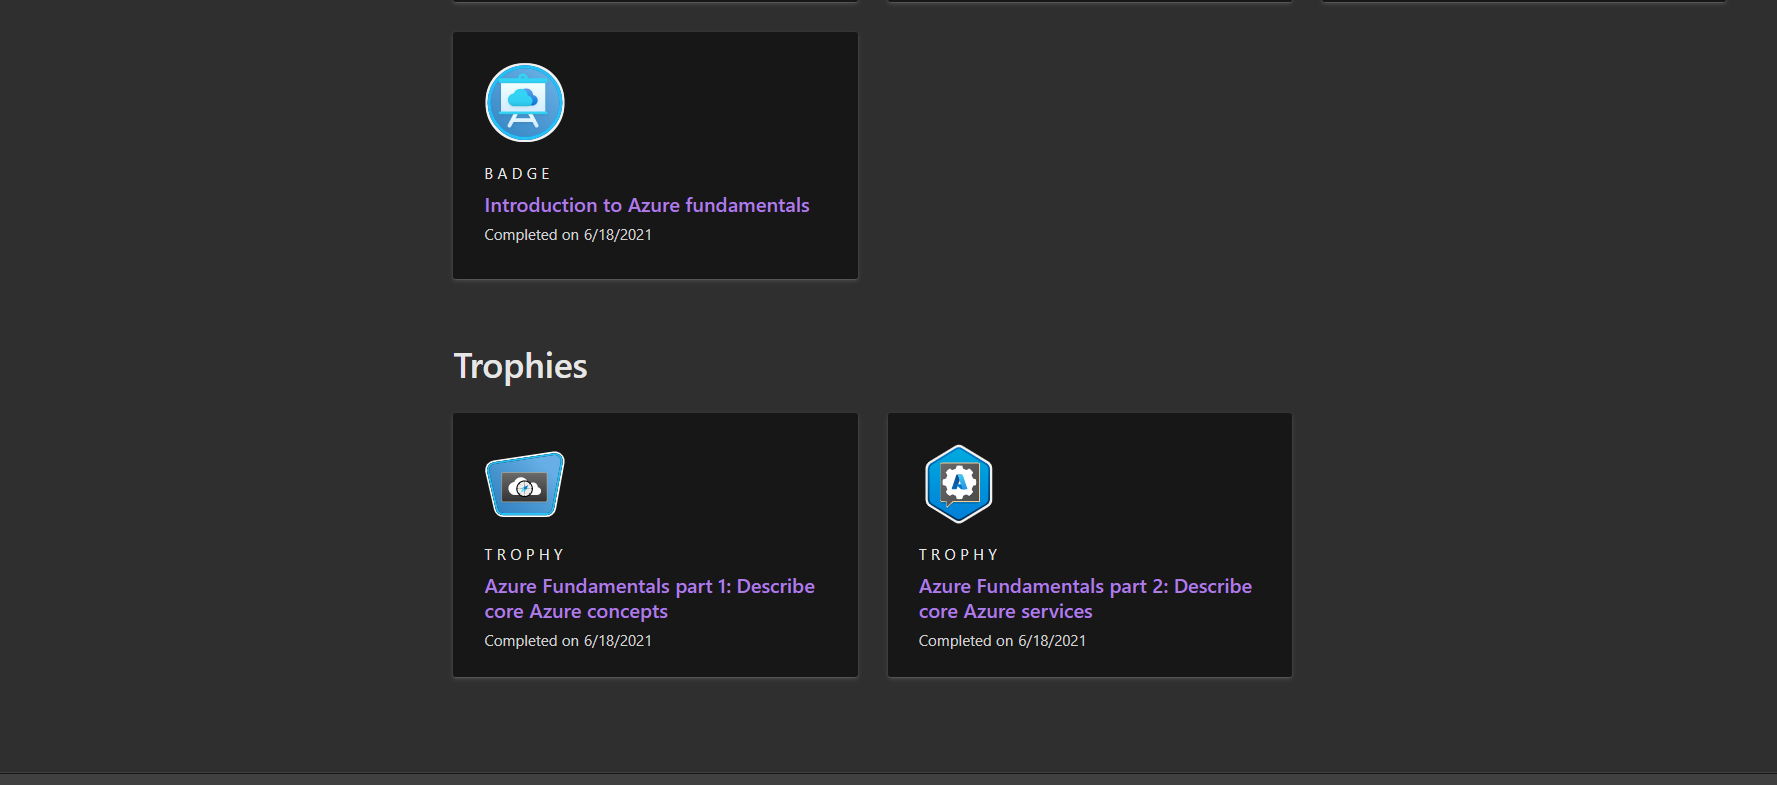 BADGE
Introduction to Azure fundamentals
Completed on 6/18/2021
Trophies
TROPHY
Azure Fundamentals part 1: Describe
core Azure concepts
Completed on 6/18/2021
TROPHY
Azure Fundamentals part 2: Describe
core Azure services
Completed on 6/18/2021